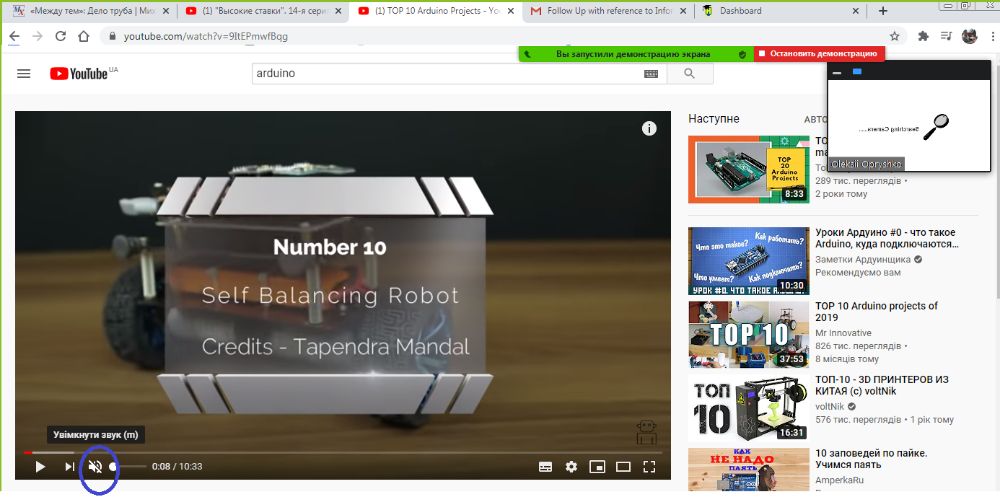 «Между тем»: Дело труба | Мих
(1) "Высокие ставки". 14-я серия
(1) TOP 10 Arduino Projects - You
Follow Up with reference to Infor
Dashboard
youtube.com/watch?v=9ItEPmwfBqg
Вы запустили демонстрацию экрана
Остановить демонстрацию
YouTube UA
arduino
Searching Camera......
Oleksii Opryshko
Number 10
Self Balancing Robot
Credits - Tapendra Mandal
Увімкнути звук (m)
0:08 / 10:33
Наступне
АВТО
TOP
20
Arduino
Projects
8:33
TO
ma
To
289 тис. переглядів •
2 роки тому
Что это такое?
Как работать?
Что умеет?
Как подключать?
УРОК #0. ЧТО ТАКОЕ
10:30
Уроки Ардуино #0 - что такое
Arduino, куда подключаются...
Заметки Ардуинщика
Рекомендуємо вам
TOP 10
37:53
TOP 10 Arduino projects of
2019
Mr Innovative
826 тис. переглядів •
8 місяців тому
ТОП
10
16:31
ТОП-10 - 3D ПРИНТЕРОВ ИЗ
КИТАЯ (c) voltNik
voltNik
576 тис. переглядів • 1 рік тому
КАК
НЕ НАДО
ПАЯТЬ
10 заповедей по пайке.
Учимся паять
AmperkaRu